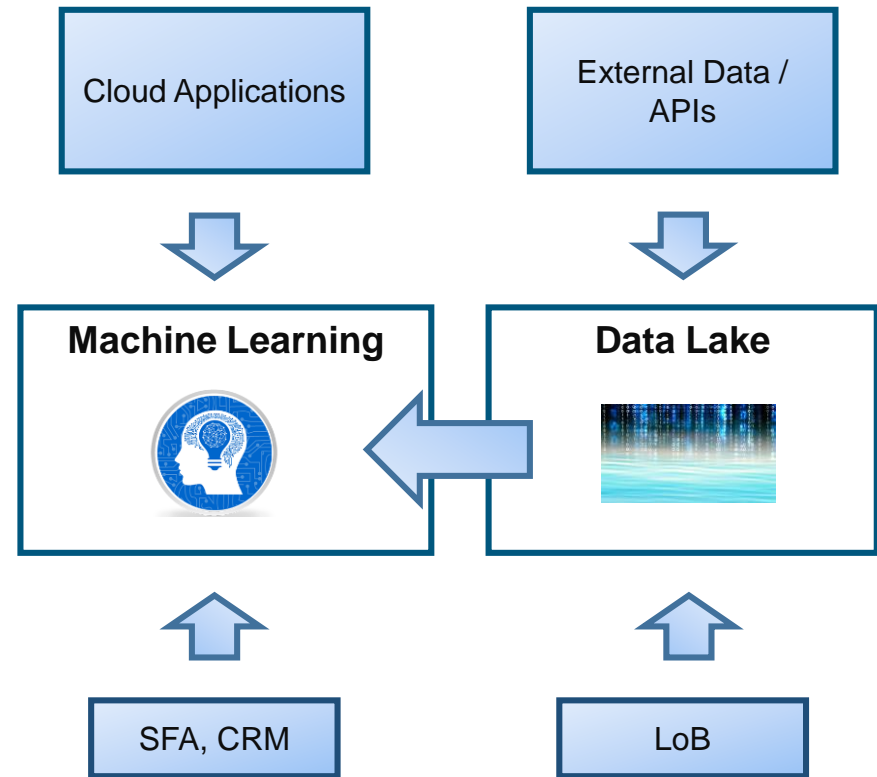 Cloud Applications
External Data /
APIs
Machine Learning
Data Lake
SFA, CRM
LoB